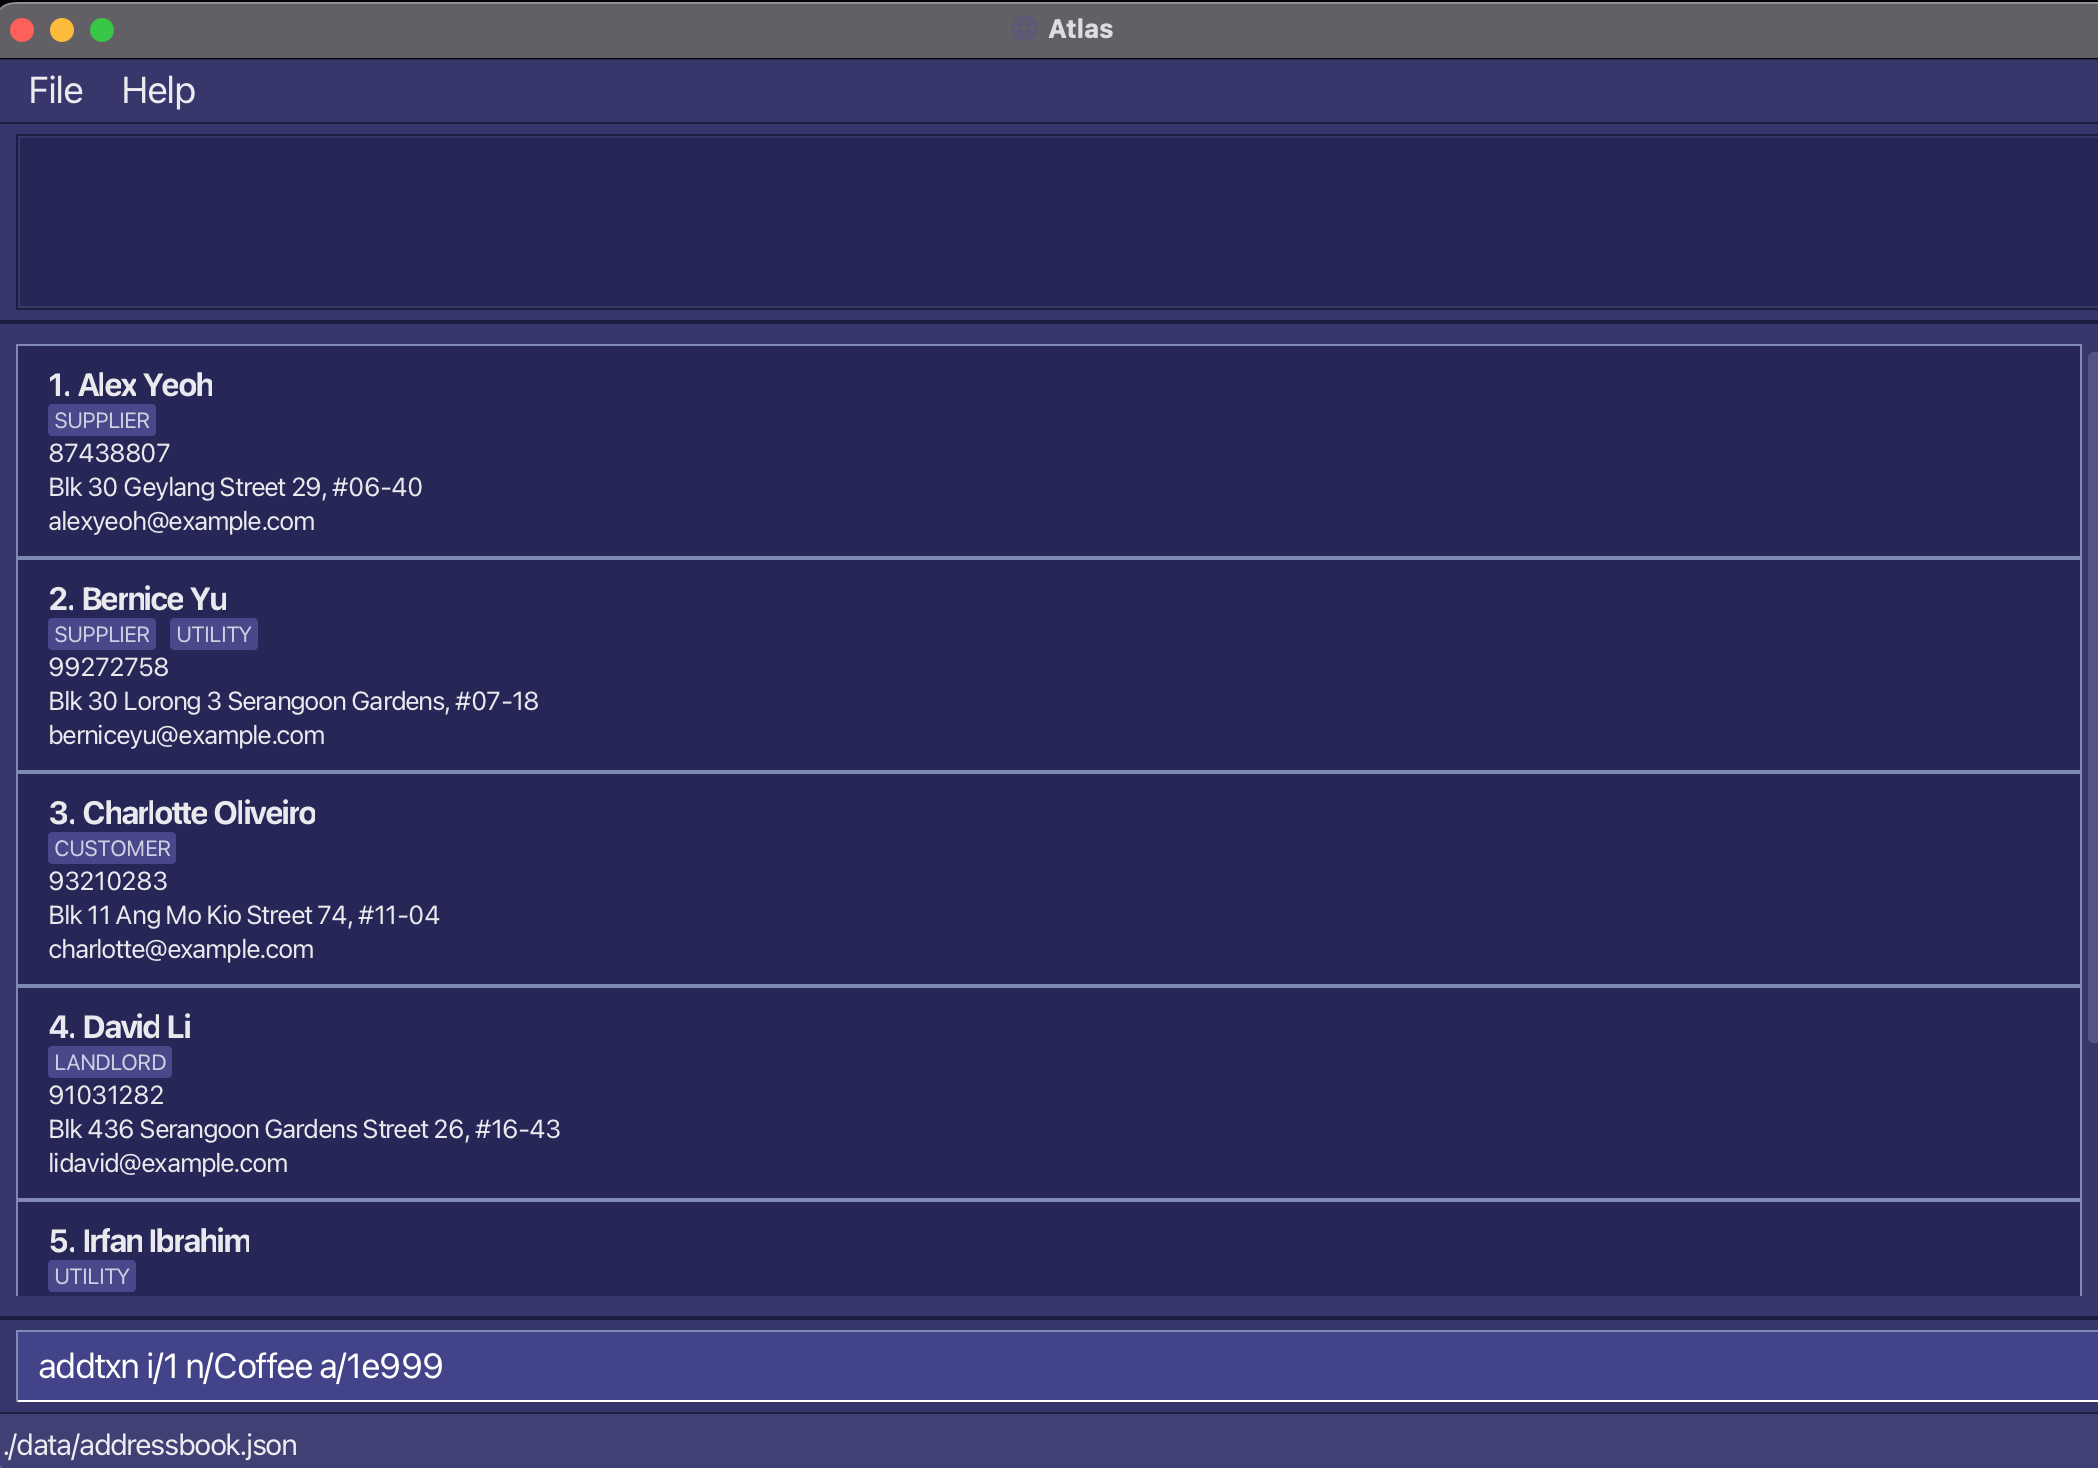 Atlas
File Help
1. Alex Yeoh
SUPPLIER
87438807
Blk 30 Geylang Street 29, #06-40
alexyeoh@example.com
2. Bernice Yu
SUPPLIER UTILITY
99272758
Blk 30 Lorong 3 Serangoon Gardens, #07-18
berniceyu@example.com
3. Charlotte Oliveiro
CUSTOMER
93210283
Blk 11 Ang Mo Kio Street 74, #11-04
charlotte@example.com
4. David Li
LANDLORD
91031282
Blk 436 Serangoon Gardens Street 26, #16-43
lidavid@example.com
5. Irfan Ibrahim
UTILITY
addtxn i/1 n/Coffee a/1e999
./data/addressbook.json